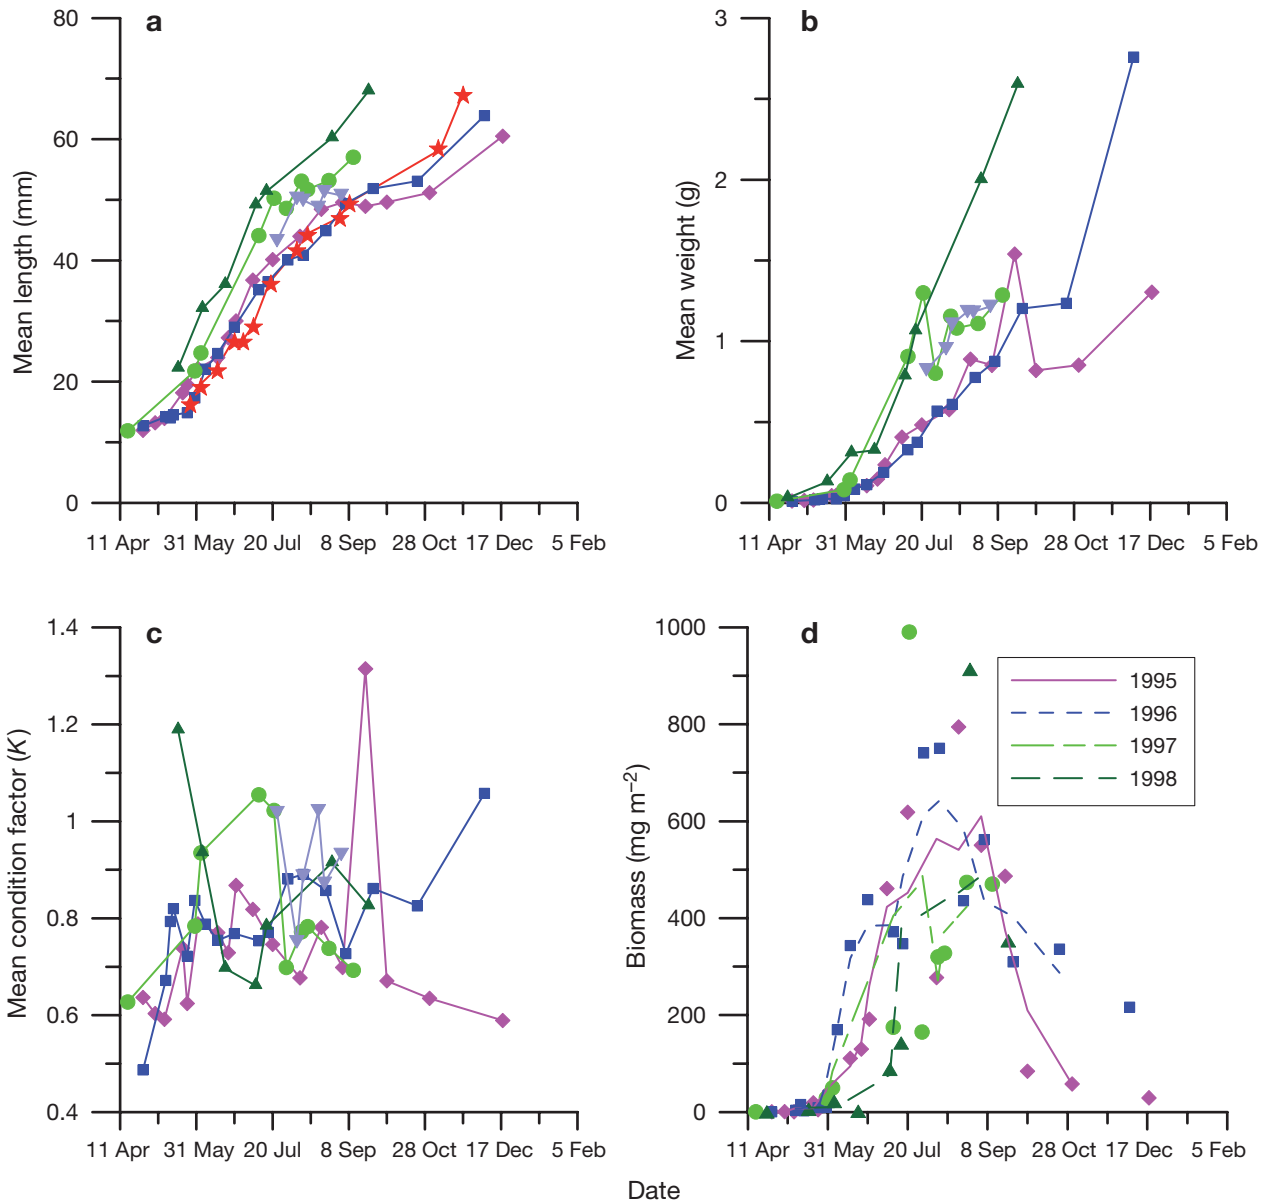 a
80
60
40
20
0
Mean length (mm)
11 Apr 31 May 20 Jul 8 Sep 28 Oct 17 Dec 5 Feb
b
3
2
1
0
Mean weight (g)
11 Apr 31 May 20 Jul 8 Sep 28 Oct 17 Dec 5 Feb
c
1.4
1.2
1
0.8
0.6
0.4
Mean condition factor (K)
11 Apr 31 May 20 Jul 8 Sep 28 Oct 17 Dec 5 Feb
d
1000
800
600
400
200
0
Biomass (mg m⁻²)
1995
1996
1997
1998
11 Apr 31 May 20 Jul 8 Sep 28 Oct 17 Dec 5 Feb
Date